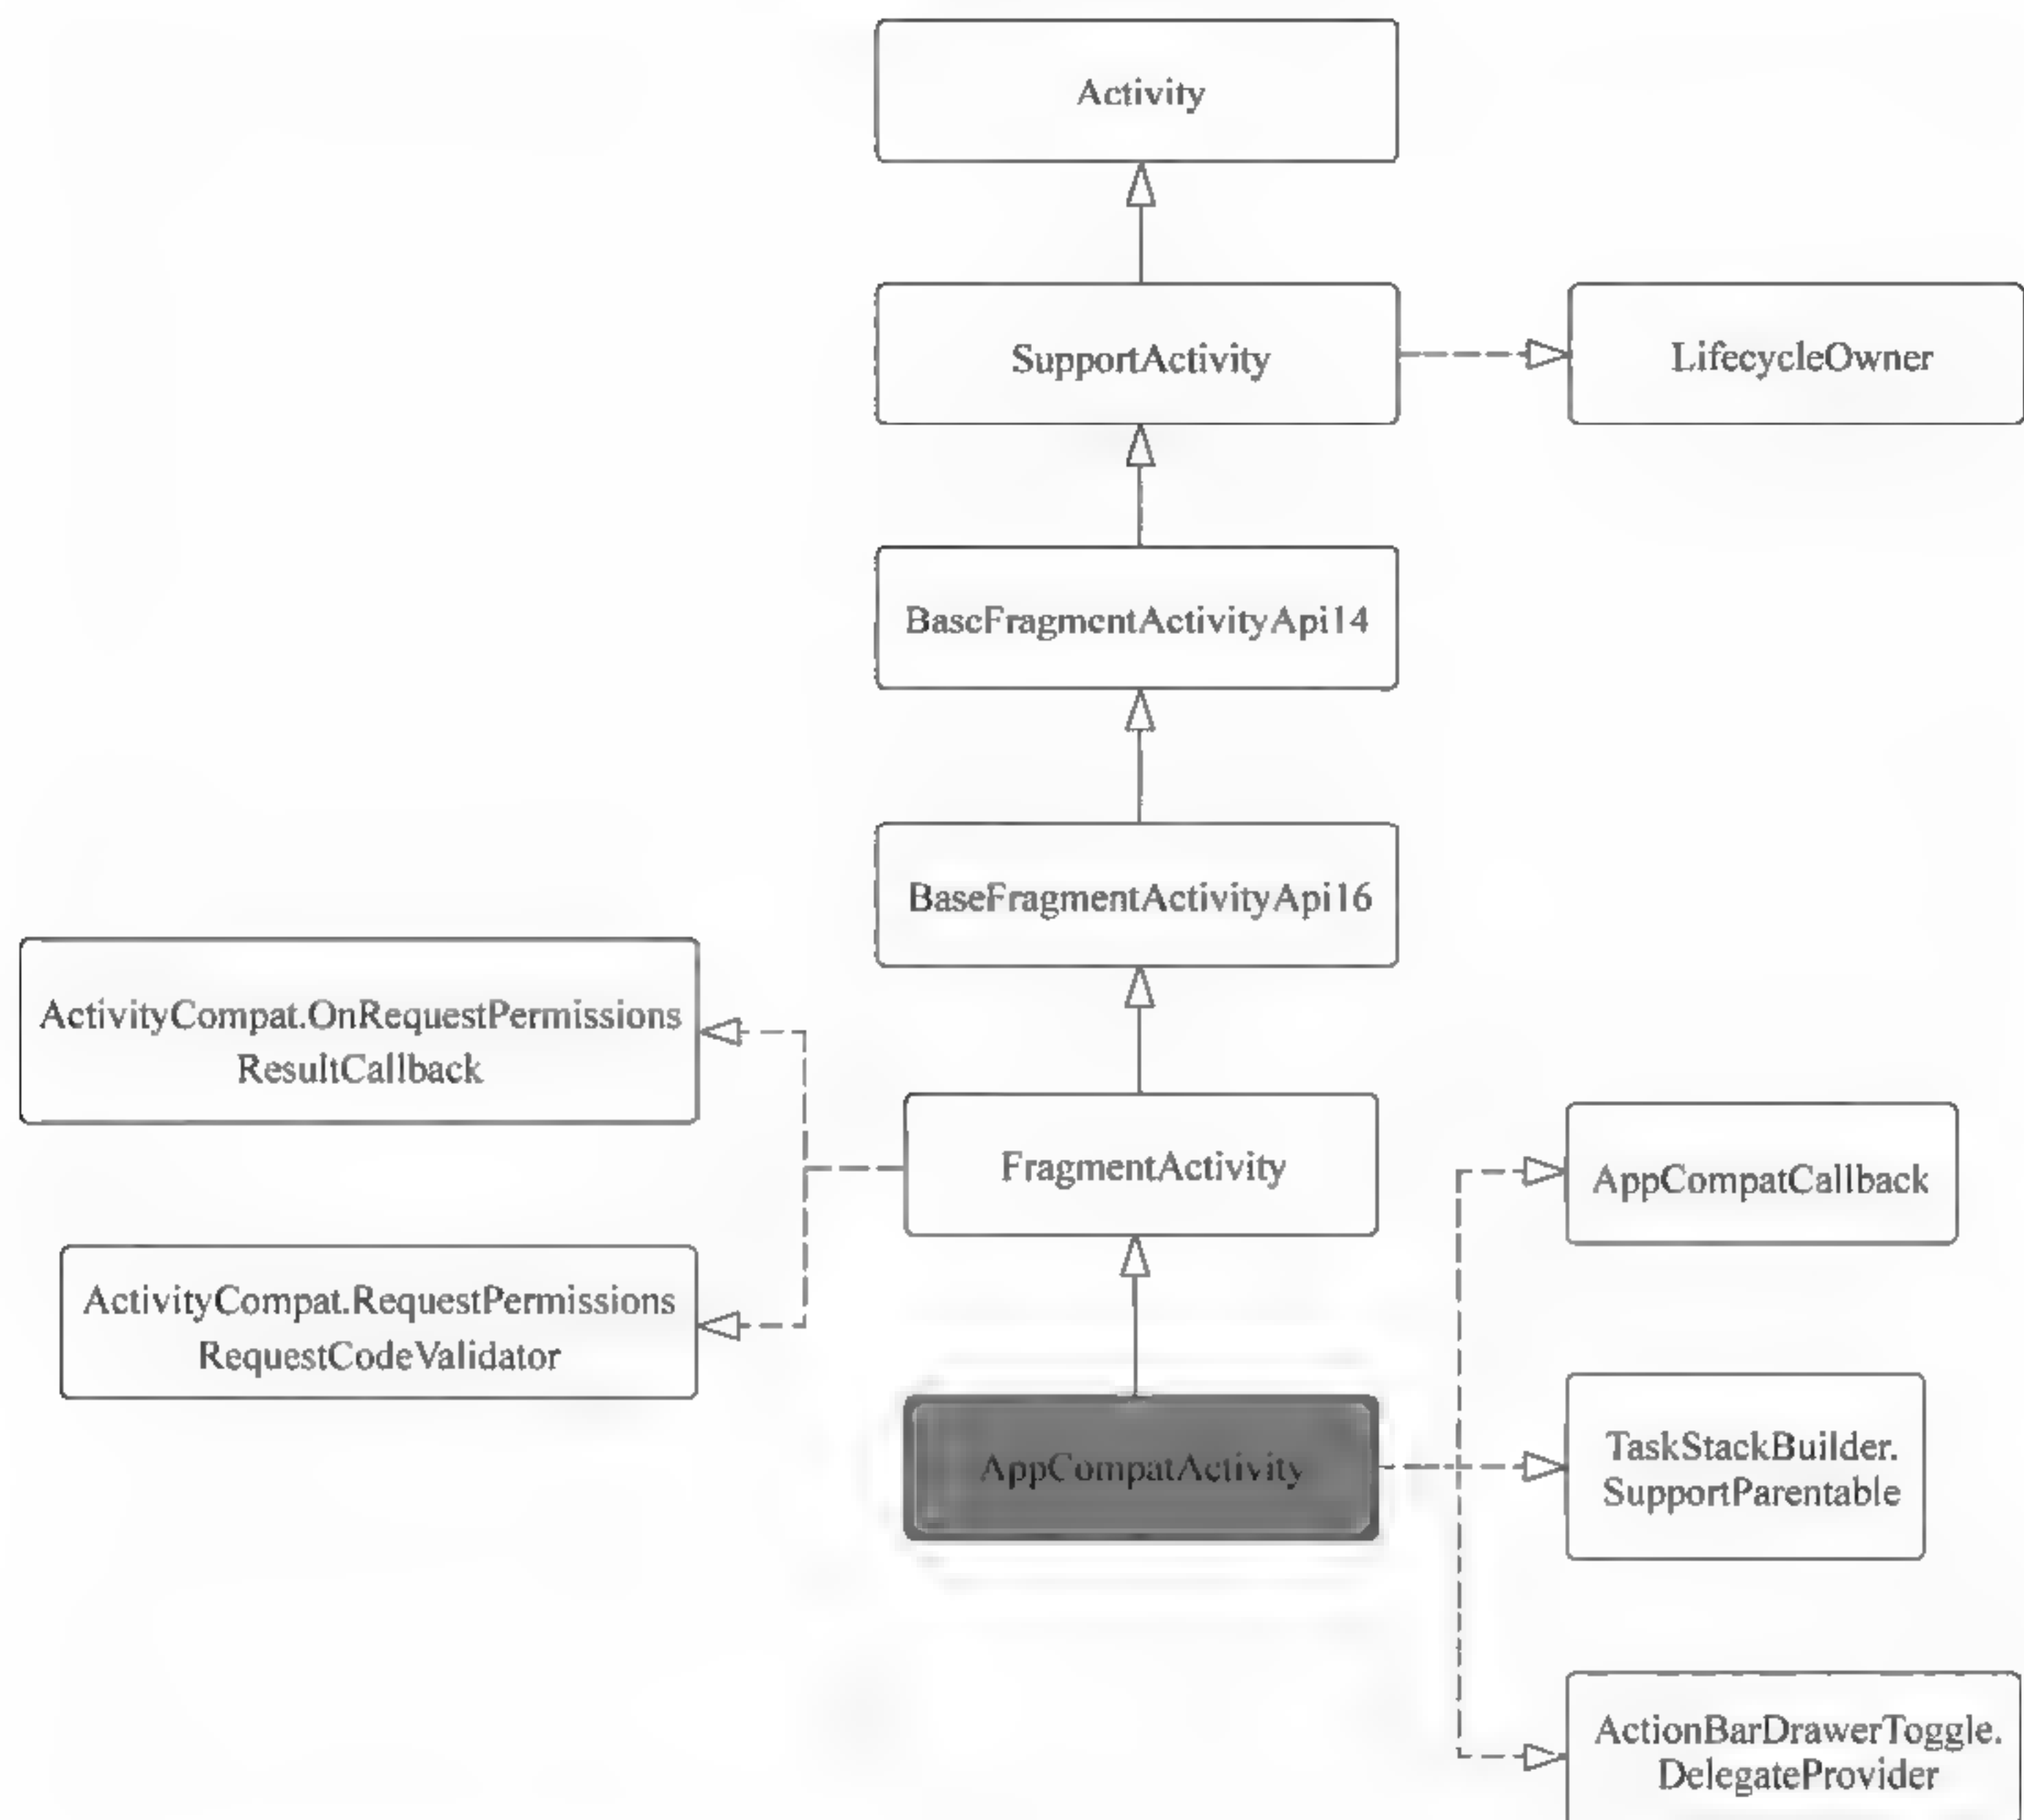 Activity
SupportActivity
LifecycleOwner
BaseFragmentActivityApi14
BaseFragmentActivityApi16
ActivityCompat.OnRequestPermissions
ResultCallback
FragmentActivity
AppCompatCallback
ActivityCompat.RequestPermissions
RequestCodeValidator
AppCompatActivity
TaskStackBuilder.
SupportParentable
ActionBarDrawerToggle.
DelegateProvider